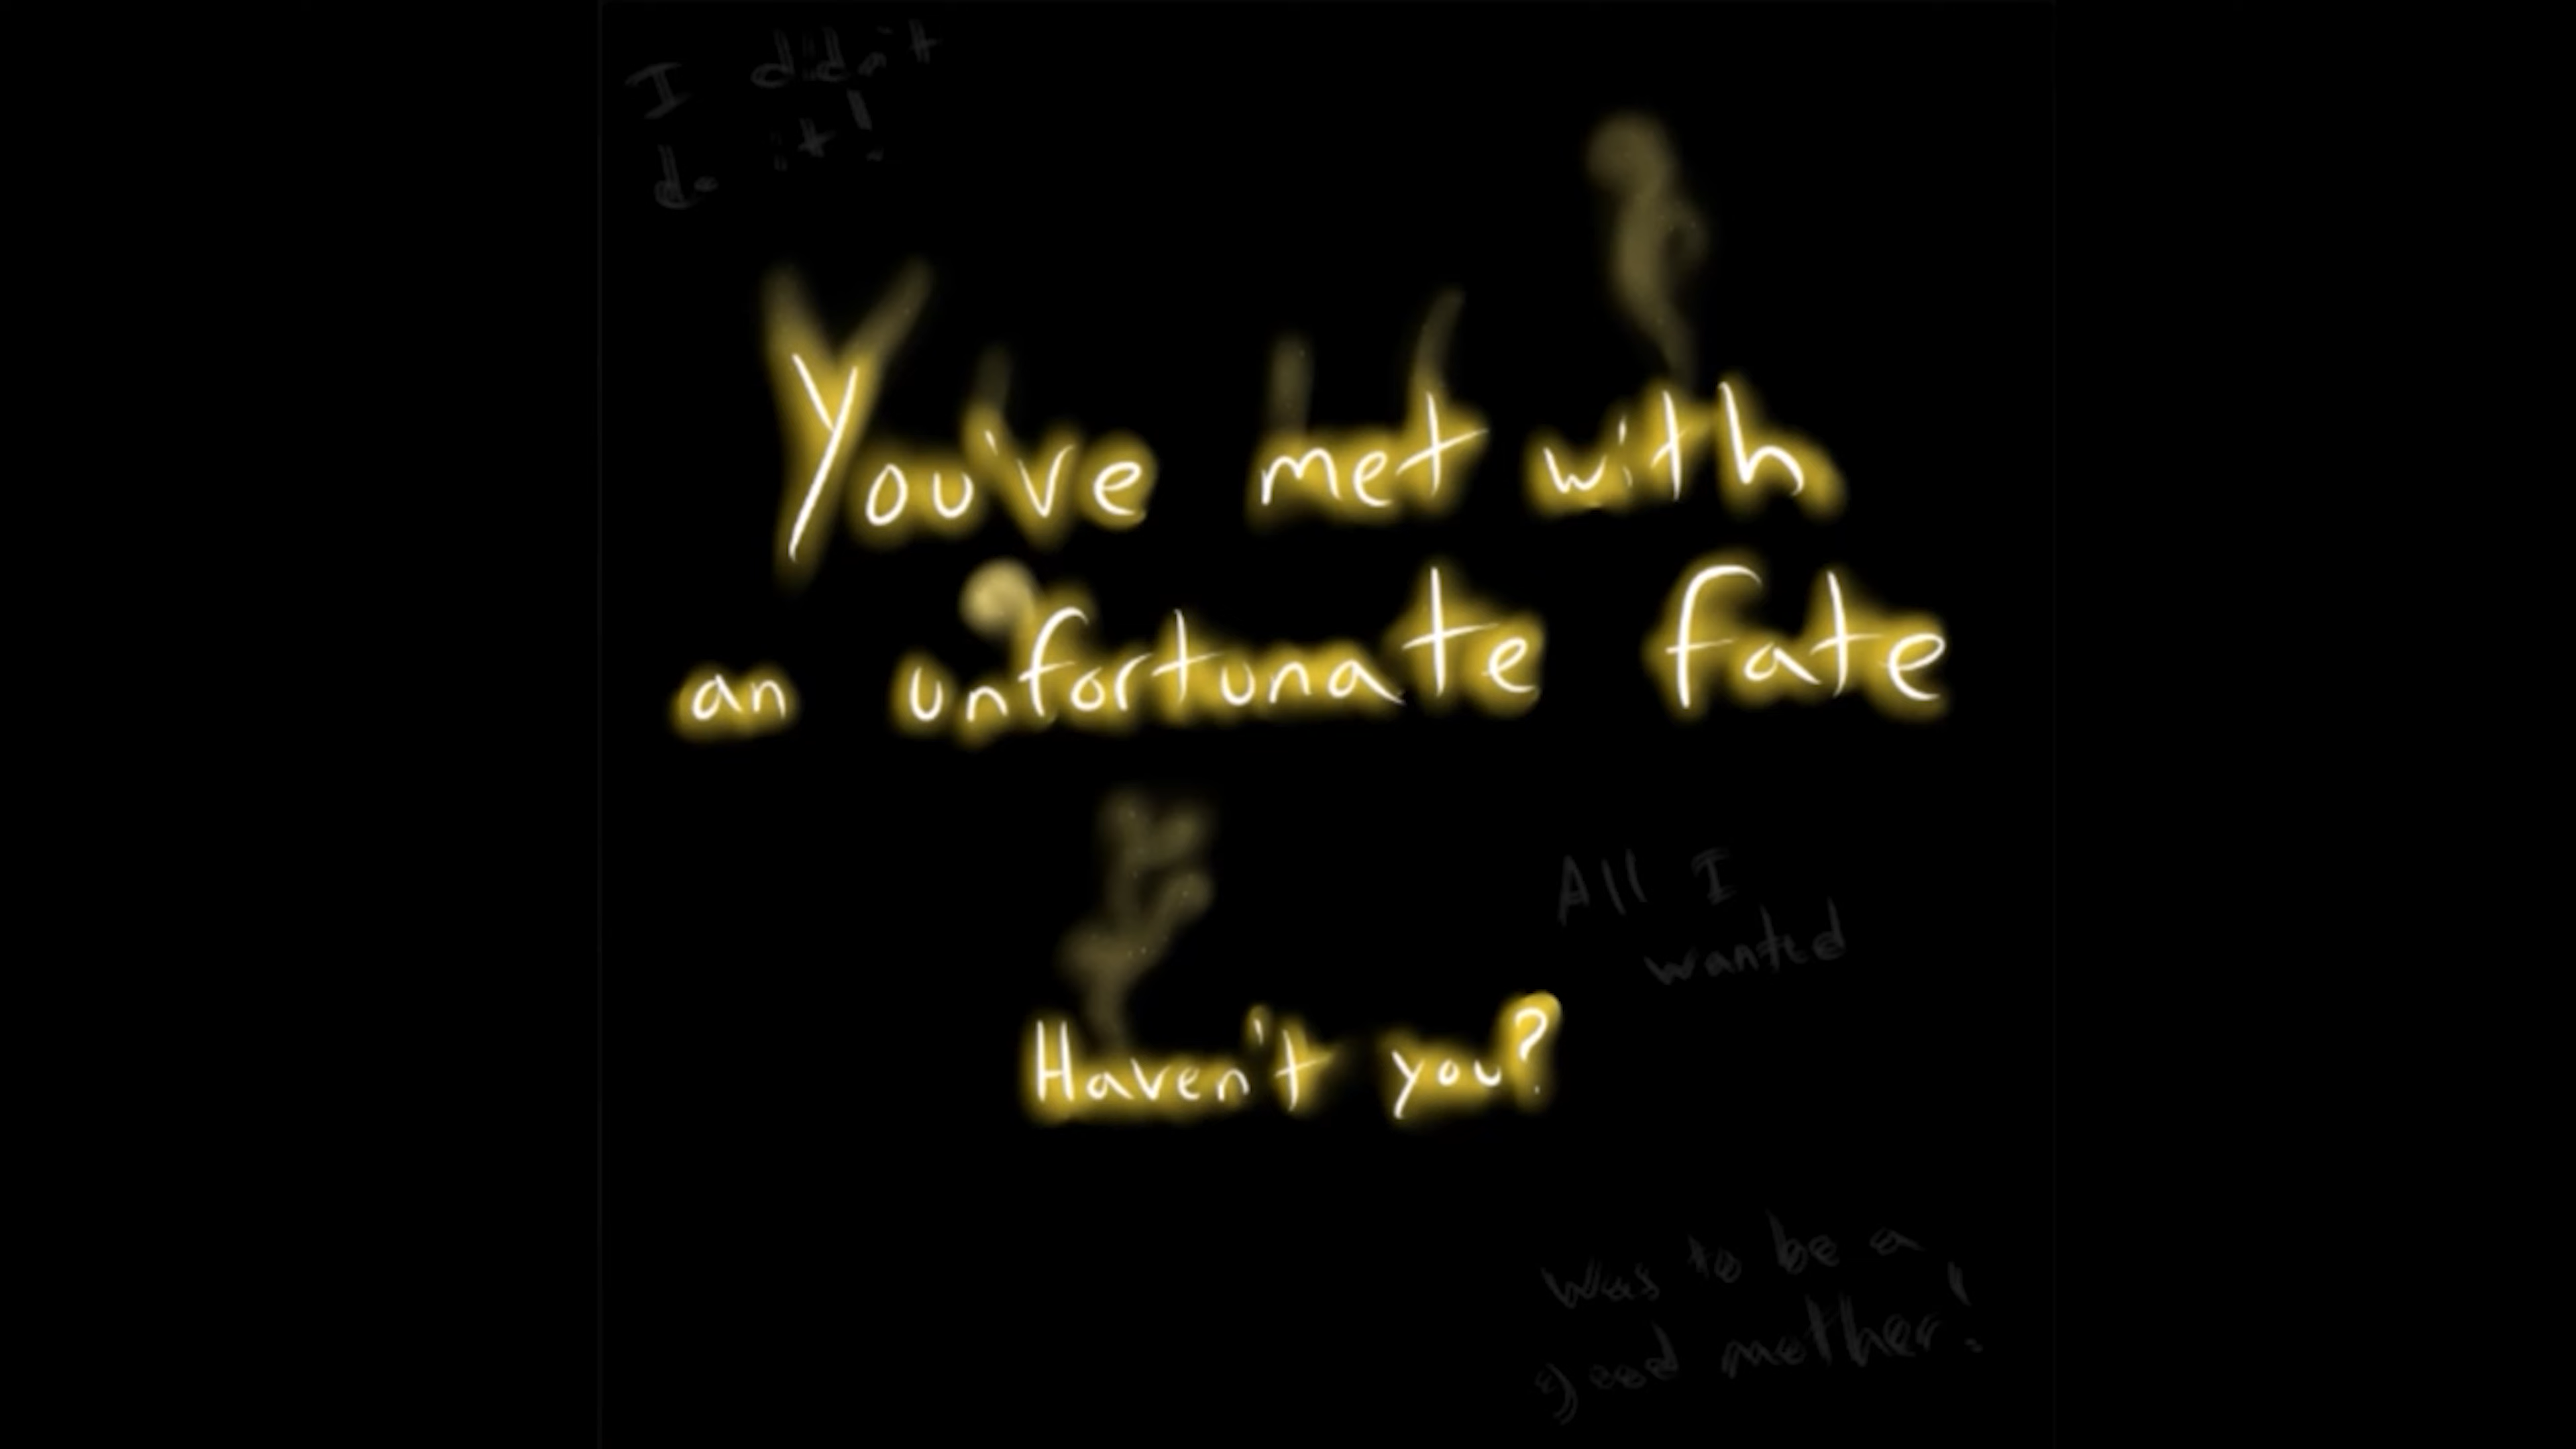 I didn't
do it!
You've met with
an unfortunate fate
All I
wanted
Haven't you?
was to be a
good mother!